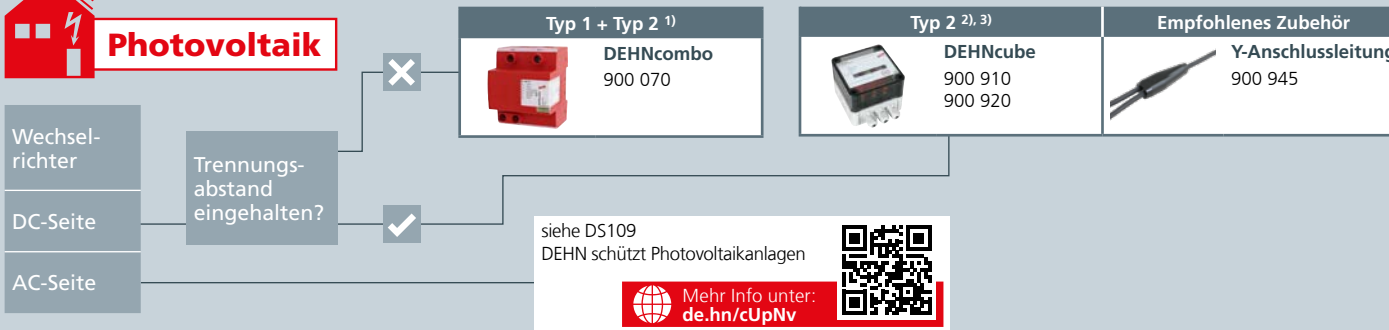 Photovoltaik
Wechsel-
richter
DC-Seite
AC-Seite
Trennungs-
abstand
eingehalten?
Typ 1 + Typ 2 1)
DEHNcombo
900 070
Typ 2 2), 3)
DEHNcube
900 910
900 920
Empfohlenes Zubehör
Y-Anschlussleitung
900 945
siehe DS109
DEHN schützt Photovoltaikanlagen
Mehr Info unter:
de.hn/cUpNv